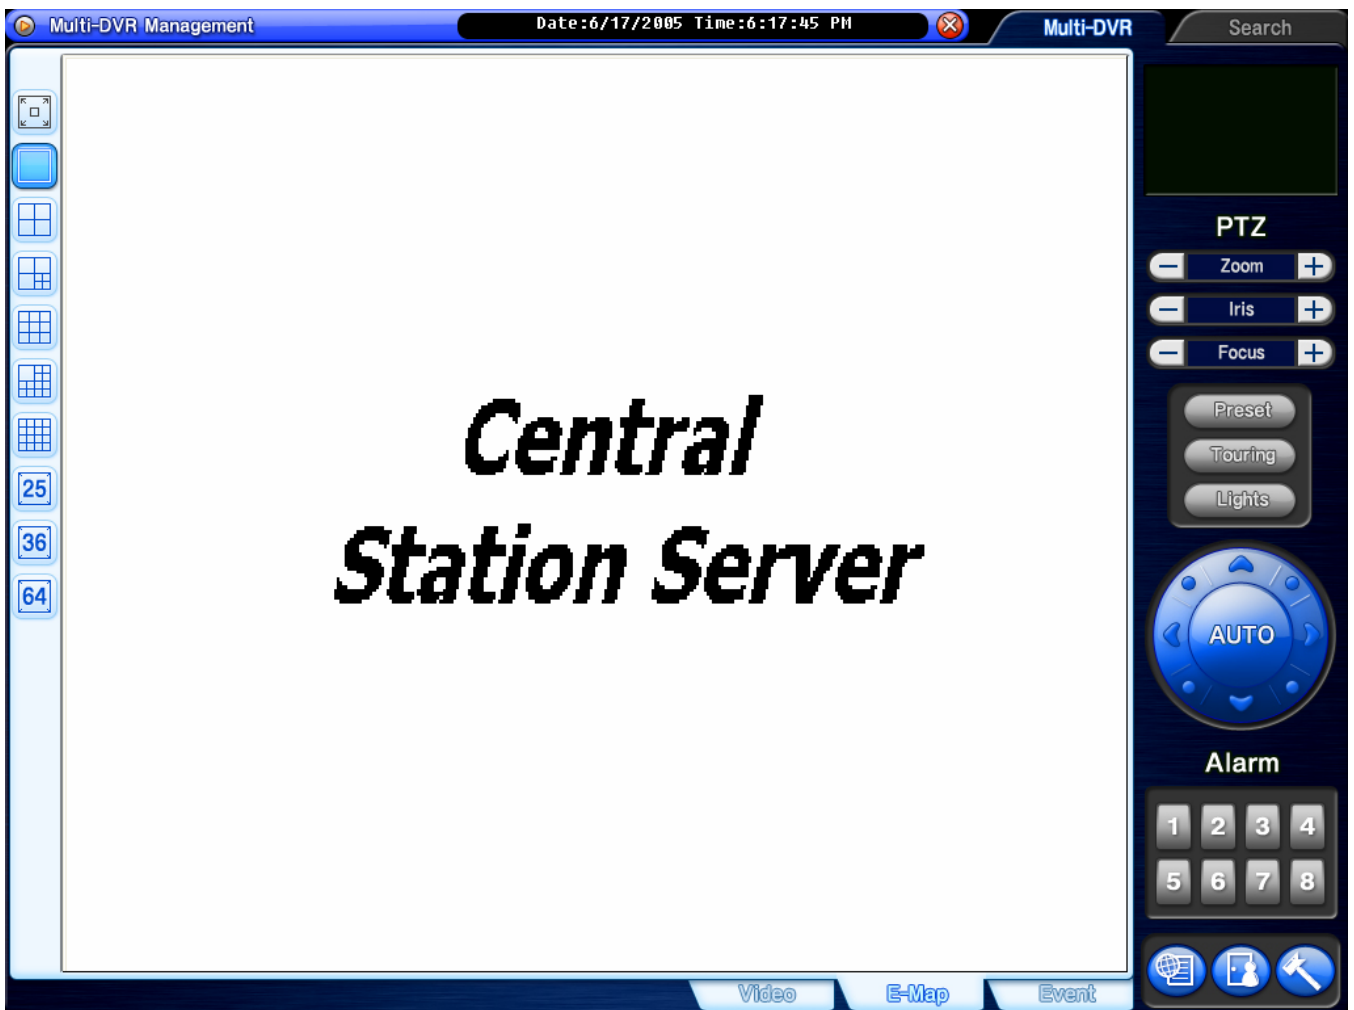 Multi-DVR Management Date:6/17/2005 Time:6:17:45 PM Multi-DVR Search
PTZ
Zoom
Iris
Focus
Preset
Touring
Lights
25
36
64
Central
Station Server
AUTO
Alarm
1 2 3 4
5 6 7 8
Video E-Map Event